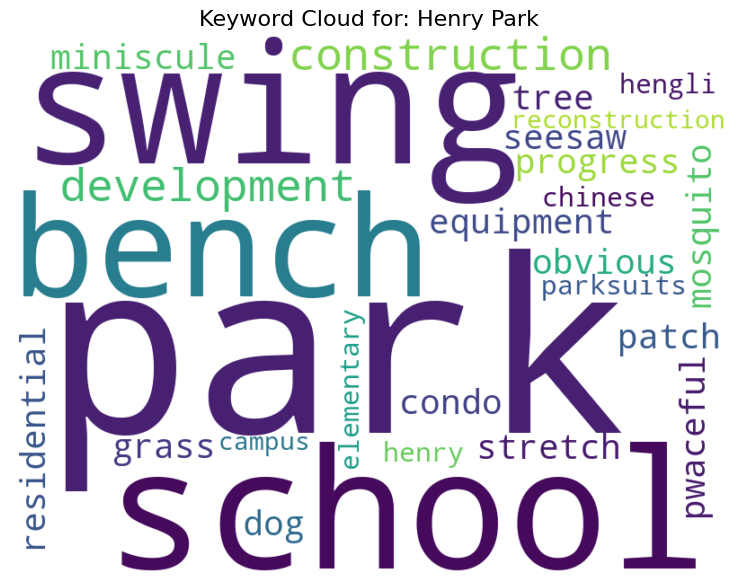 Keyword Cloud for: Henry Park
miniscule
construction
swing
tree
hengli
reconstruction
seesaw
progress
development
chinese
mosquito
bench
equipment
obvious
parksuits
park
patch
residential
elementary
condo
pwaceful
grass
campus
henry
stretch
school
dog